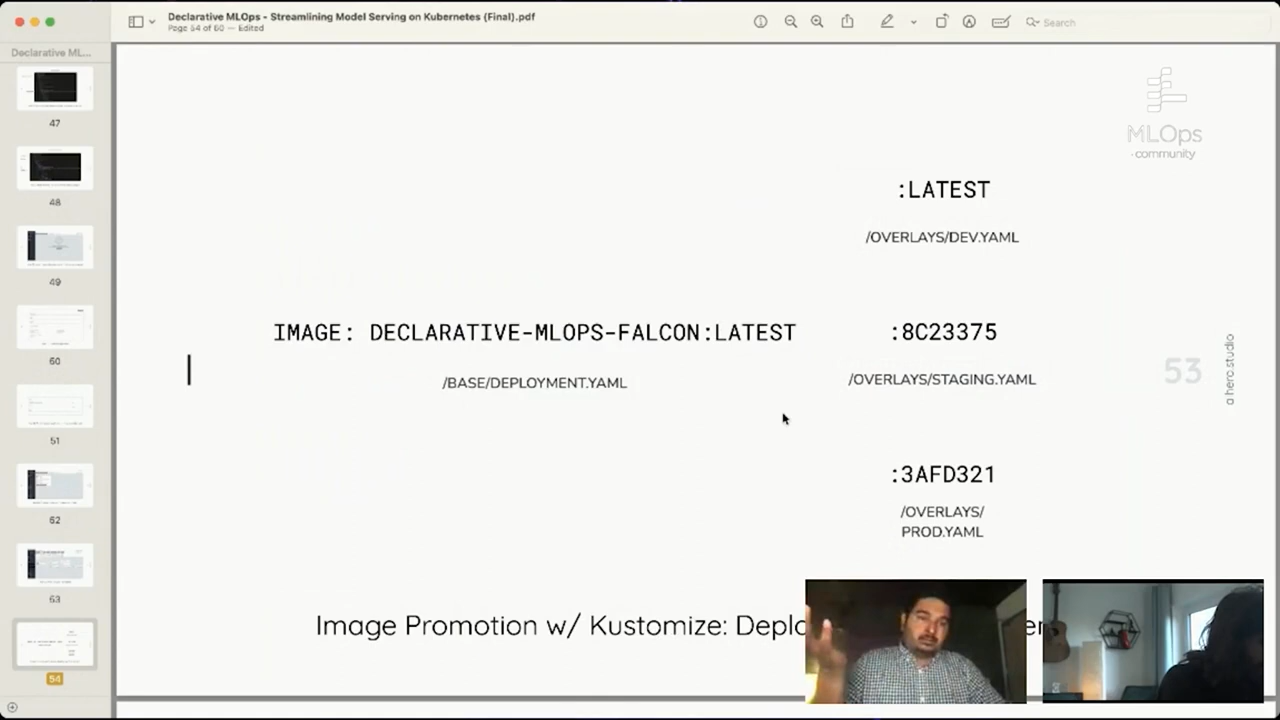 Declarative MLOps - Streamlining Model Serving on Kubernetes (Final).pdf
Page 54 of 60 — Edited
Search
Declarative ML...
47
48
49
50
51
52
53
54
MLOps
·community
:LATEST
/OVERLAYS/DEV.YAML
IMAGE: DECLARATIVE-MLOPS-FALCON:LATEST
/BASE/DEPLOYMENT.YAML
:8C23375
/OVERLAYS/STAGING.YAML
53
a hero.studio
:3AFD321
/OVERLAYS/
PROD.YAML
Image Promotion w/ Kustomize: